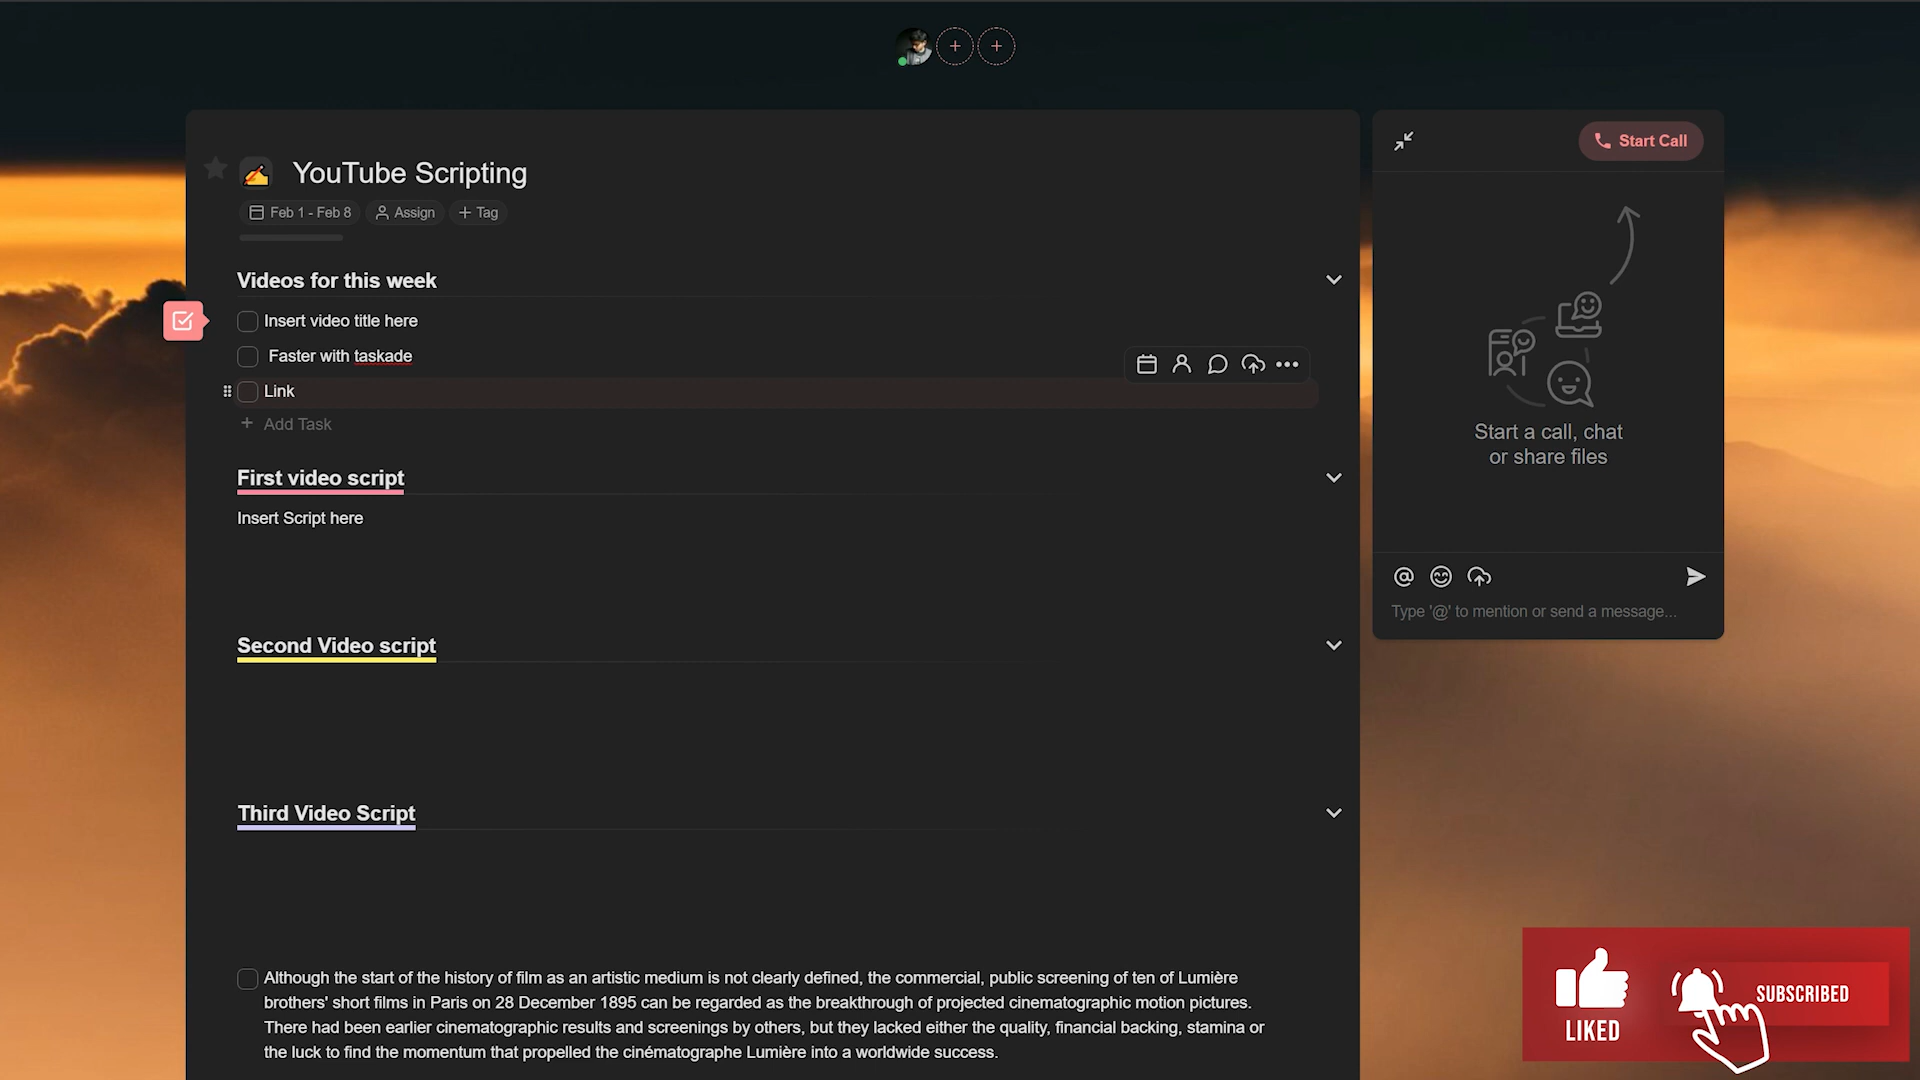 YouTube Scripting
Feb 1 - Feb 8 Assign + Tag
Videos for this week
Insert video title here
Faster with taskade
Link
+ Add Task
First video script
Insert Script here
Second Video script
Third Video Script
Although the start of the history of film as an artistic medium is not clearly defined, the commercial, public screening of ten of Lumière
brothers' short films in Paris on 28 December 1895 can be regarded as the breakthrough of projected cinematographic motion pictures.
There had been earlier cinematographic results and screenings by others, but they lacked either the quality, financial backing, stamina or
the luck to find the momentum that propelled the cinématographe Lumière into a worldwide success.
Start Call
Start a call, chat
or share files
Type '@' to mention or send a message...
LIKED
SUBSCRIBED